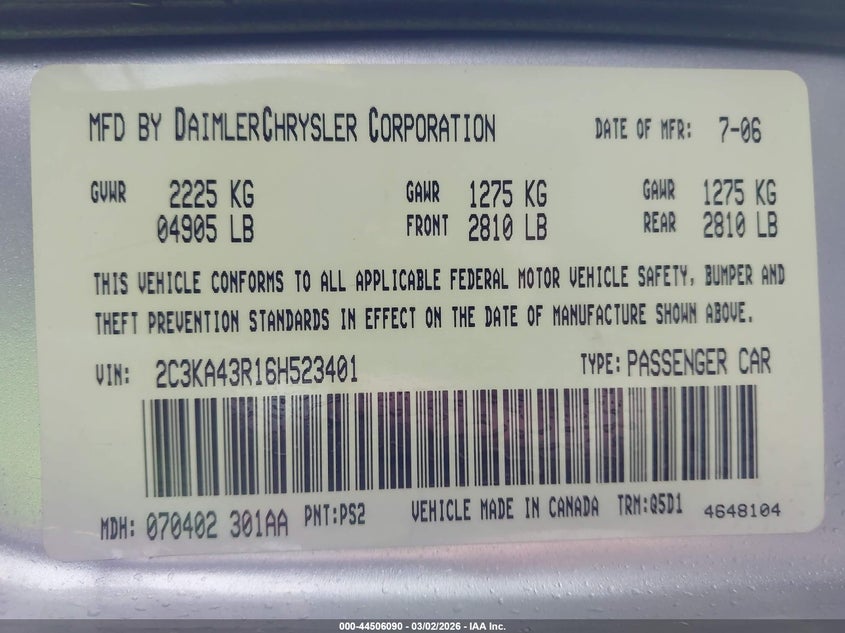 MFD BY DAIMLERCHRYSLER CORPORATION DATE OF MFR: 7-06
GVWR 2225 KG GAWR 1275 KG GAWR 1275 KG
04905 LB FRONT 2810 LB REAR 2810 LB
THIS VEHICLE CONFORMS TO ALL APPLICABLE FEDERAL MOTOR VEHICLE SAFETY, BUMPER AND
THEFT PREVENTION STANDARDS IN EFFECT ON THE DATE OF MANUFACTURE SHOWN ABOVE.
VIN: 2C3KA43R16H523401 TYPE: PASSENGER CAR
MDH: 070402 301AA PNT:PS2 VEHICLE MADE IN CANADA TRM:Q5D1 4648104
000-44506090 - 03/02/2026 - IAA Inc.